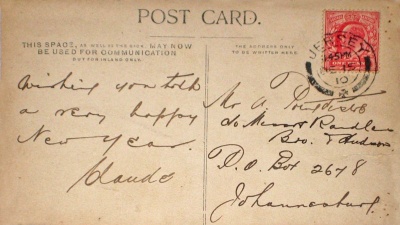 POST CARD.
THIS SPACE, AS WELL AS THE BACK, MAY NOW
BE USED FOR COMMUNICATION
BUT FOR INLAND ONLY.
THE ADDRESS ONLY
TO BE WRITTEN HERE.
JERSEY
10
Wishing you both
a very happy
New Year.
Claude
Mr A.
c/o Messrs Randles
Bro. & Hudson
P.O. Box 2678
Johannesburg